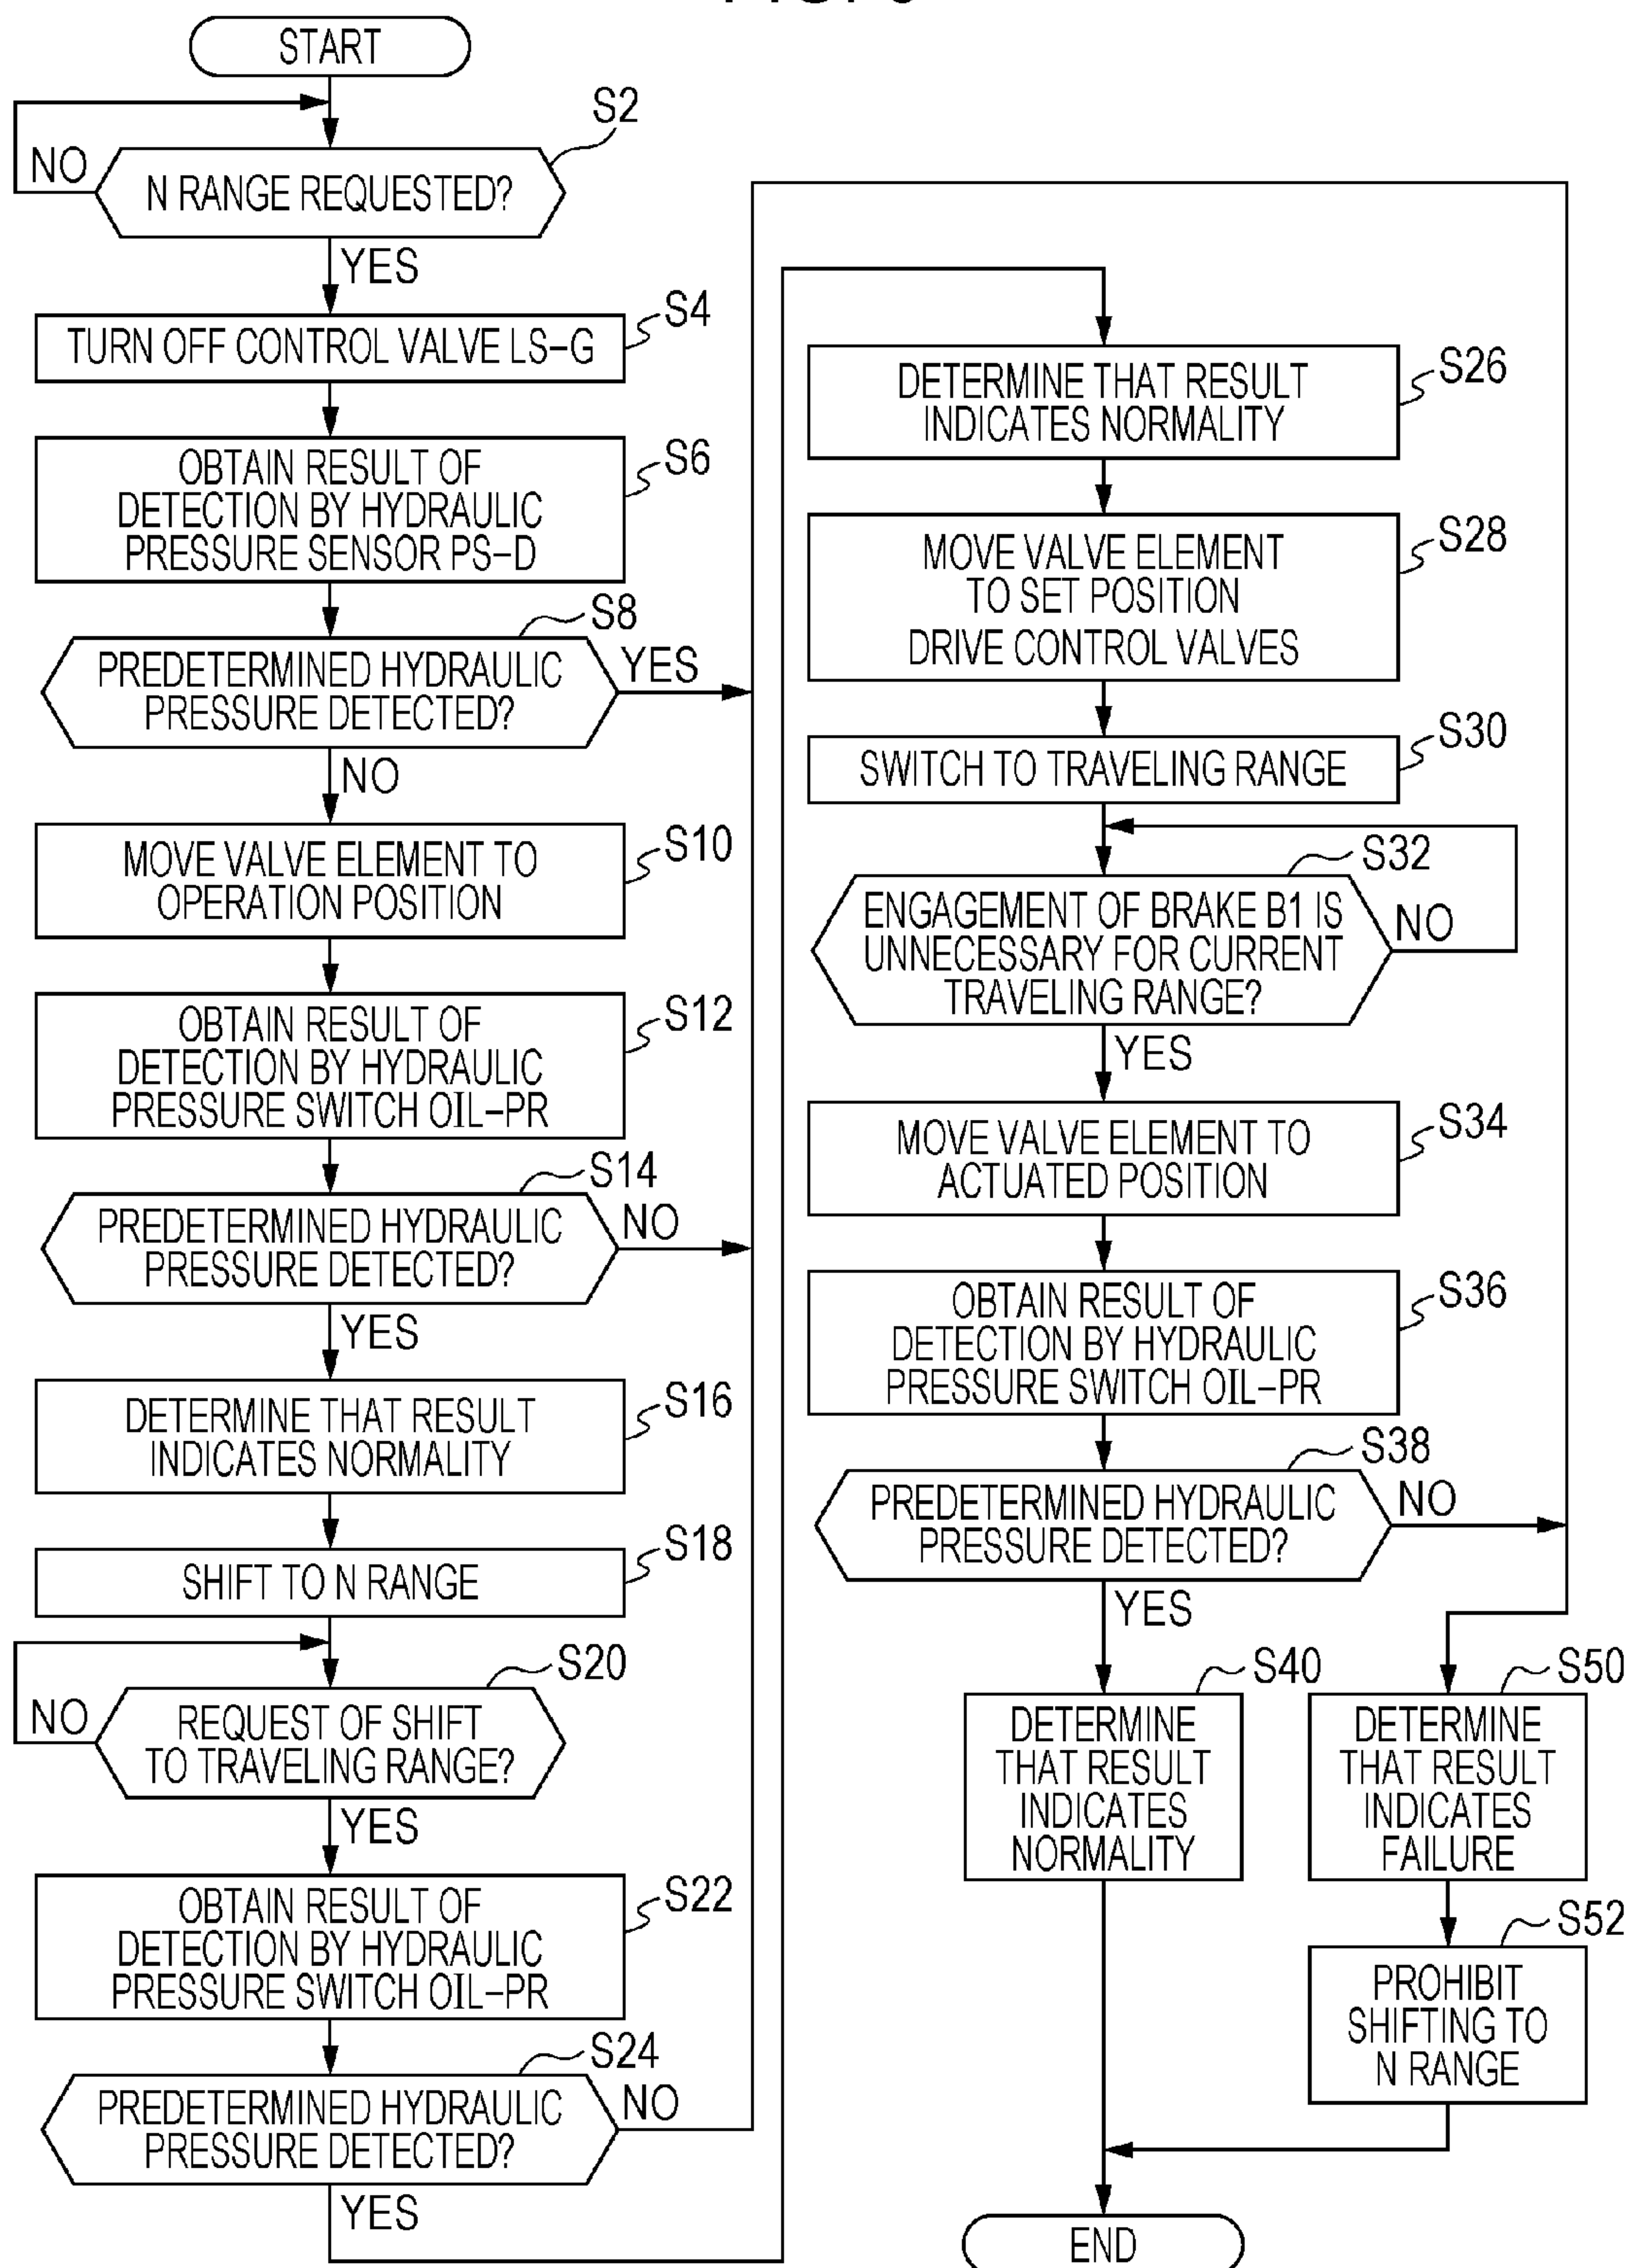 START
S2
NO
N RANGE REQUESTED?
YES
S4
TURN OFF CONTROL VALVE LS-G
S6
OBTAIN RESULT OF
DETECTION BY HYDRAULIC
PRESSURE SENSOR PS-D
S8
PREDETERMINED HYDRAULIC
PRESSURE DETECTED?
YES
NO
S10
MOVE VALVE ELEMENT TO
OPERATION POSITION
S12
OBTAIN RESULT OF
DETECTION BY HYDRAULIC
PRESSURE SWITCH OIL-PR
S14
PREDETERMINED HYDRAULIC
PRESSURE DETECTED?
NO
YES
S16
DETERMINE THAT RESULT
INDICATES NORMALITY
S18
SHIFT TO N RANGE
S20
NO
REQUEST OF SHIFT
TO TRAVELING RANGE?
YES
S22
OBTAIN RESULT OF
DETECTION BY HYDRAULIC
PRESSURE SWITCH OIL-PR
S24
PREDETERMINED HYDRAULIC
PRESSURE DETECTED?
NO
YES
S26
DETERMINE THAT RESULT
INDICATES NORMALITY
S28
MOVE VALVE ELEMENT
TO SET POSITION
DRIVE CONTROL VALVES
S30
SWITCH TO TRAVELING RANGE
S32
ENGAGEMENT OF BRAKE B1 IS
UNNECESSARY FOR CURRENT
TRAVELING RANGE?
NO
YES
S34
MOVE VALVE ELEMENT TO
ACTUATED POSITION
S36
OBTAIN RESULT OF
DETECTION BY HYDRAULIC
PRESSURE SWITCH OIL-PR
S38
PREDETERMINED HYDRAULIC
PRESSURE DETECTED?
NO
YES
S40
DETERMINE
THAT RESULT
INDICATES
NORMALITY
S50
DETERMINE
THAT RESULT
INDICATES
FAILURE
S52
PROHIBIT
SHIFTING TO
N RANGE
END